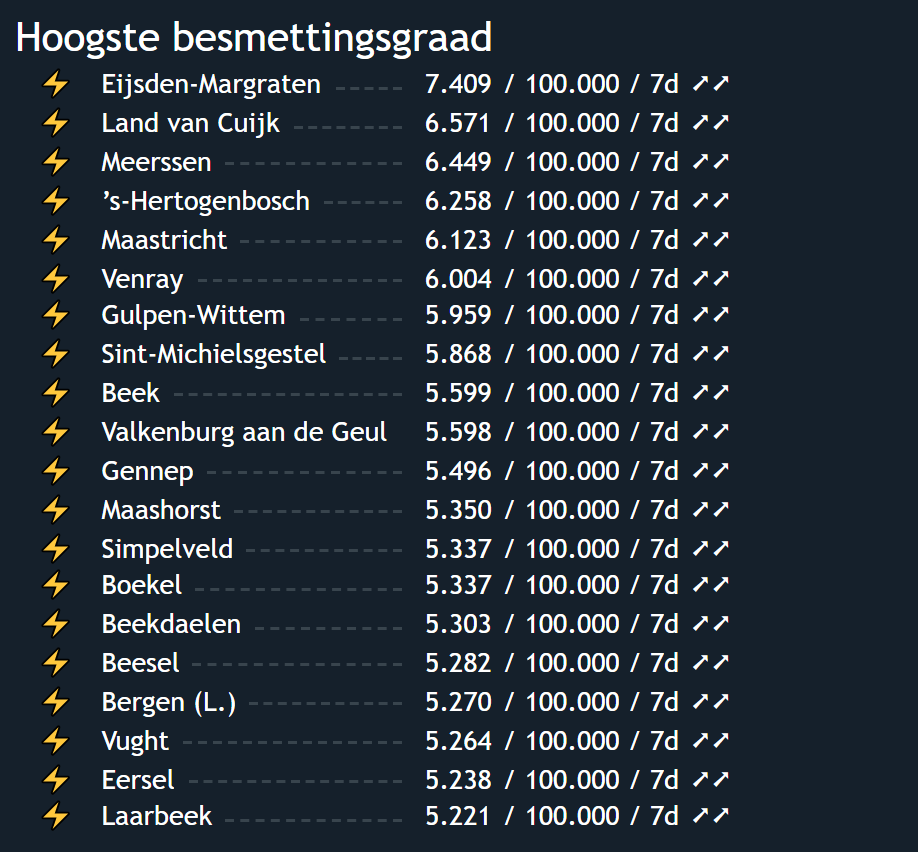 Hoogste besmettingsgraad
⚡ Eijsden-Margraten ----- 7.409 / 100.000 / 7d ➚➚
⚡ Land van Cuijk -------- 6.571 / 100.000 / 7d ➚➚
⚡ Meerssen ------------- 6.449 / 100.000 / 7d ➚➚
⚡ ’s-Hertogenbosch ------ 6.258 / 100.000 / 7d ➚➚
⚡ Maastricht ------------ 6.123 / 100.000 / 7d ➚➚
⚡ Venray --------------- 6.004 / 100.000 / 7d ➚➚
⚡ Gulpen-Wittem -------- 5.959 / 100.000 / 7d ➚➚
⚡ Sint-Michielsgestel ----- 5.868 / 100.000 / 7d ➚➚
⚡ Beek ----------------- 5.599 / 100.000 / 7d ➚➚
⚡ Valkenburg aan de Geul 5.598 / 100.000 / 7d ➚➚
⚡ Gennep --------------- 5.496 / 100.000 / 7d ➚➚
⚡ Maashorst ------------- 5.350 / 100.000 / 7d ➚➚
⚡ Simpelveld ------------ 5.337 / 100.000 / 7d ➚➚
⚡ Boekel ---------------- 5.337 / 100.000 / 7d ➚➚
⚡ Beekdaelen ----------- 5.303 / 100.000 / 7d ➚➚
⚡ Beesel ---------------- 5.282 / 100.000 / 7d ➚➚
⚡ Bergen (L.) ------------ 5.270 / 100.000 / 7d ➚➚
⚡ Vught ----------------- 5.264 / 100.000 / 7d ➚➚
⚡ Eersel ---------------- 5.238 / 100.000 / 7d ➚➚
⚡ Laarbeek ------------- 5.221 / 100.000 / 7d ➚➚